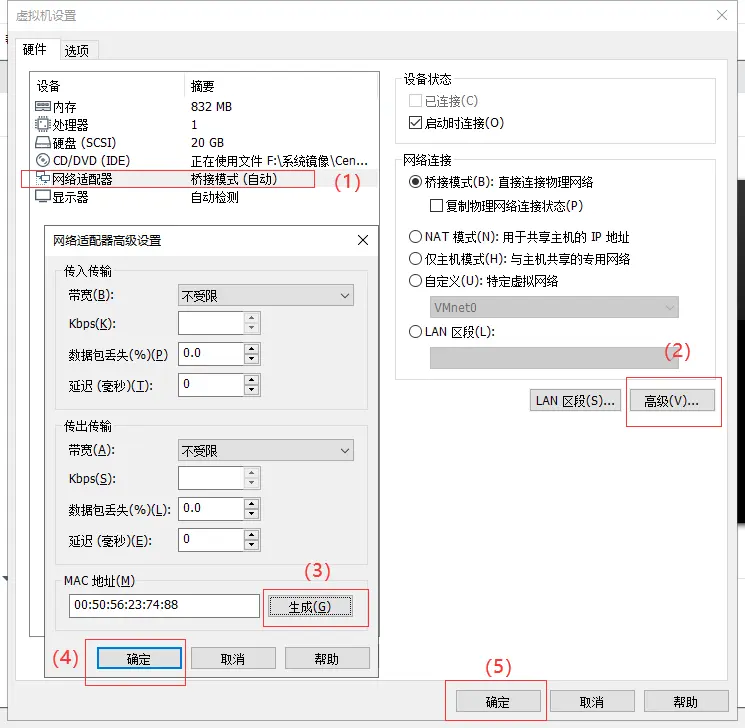 虚拟机设置
硬件 选项
设备 摘要
内存 832 MB
处理器 1
硬盘 (SCSI) 20 GB
CD/DVD (IDE) 正在使用文件 F:\系统镜像\Cen...
网络适配器 桥接模式 (自动) (1)
显示器 自动检测
设备状态
已连接(C)
启动时连接(O)
网络连接
桥接模式(B): 直接连接物理网络
复制物理网络连接状态(P)
NAT 模式(N): 用于共享主机的 IP 地址
仅主机模式(H): 与主机共享的专用网络
自定义(U): 特定虚拟网络
VMnet0
LAN 区段(L):
(2)
LAN 区段(S)... 高级(V)...
网络适配器高级设置
传入传输
带宽(B): 不受限
Kbps(K):
数据包丢失(%)(P) 0.0
延迟 (毫秒)(T): 0
传出传输
带宽(A): 不受限
Kbps(S):
数据包丢失(%)(L): 0.0
延迟 (毫秒)(E): 0
MAC 地址(M) (3)
00:50:56:23:74:88 生成(G)
(4) 确定 取消 帮助
(5)
确定 取消 帮助